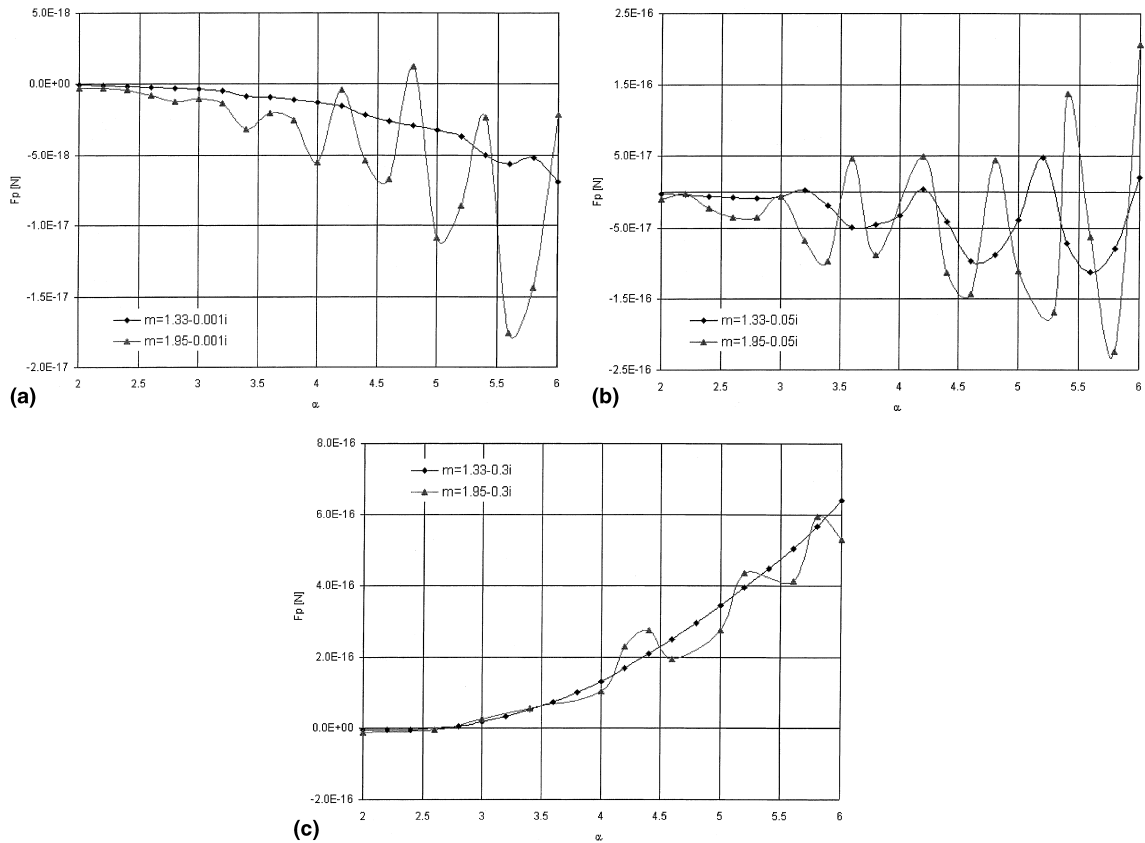 5.0E-18
0.0E+00
-5.0E-18
-1.0E-17
-1.5E-17
-2.0E-17
Fp [N]
m=1.33-0.001i
m=1.95-0.001i
2 2.5 3 3.5 4 4.5 5 5.5 6
α
(a)
2.5E-16
1.5E-16
5.0E-17
-5.0E-17
-1.5E-16
-2.5E-16
Fp [N]
m=1.33-0.05i
m=1.95-0.05i
2 2.5 3 3.5 4 4.5 5 5.5 6
α
(b)
8.0E-16
6.0E-16
4.0E-16
2.0E-16
0.0E+00
-2.0E-16
Fp [N]
m=1.33-0.3i
m=1.95-0.3i
2 2.5 3 3.5 4 4.5 5 5.5 6
α
(c)